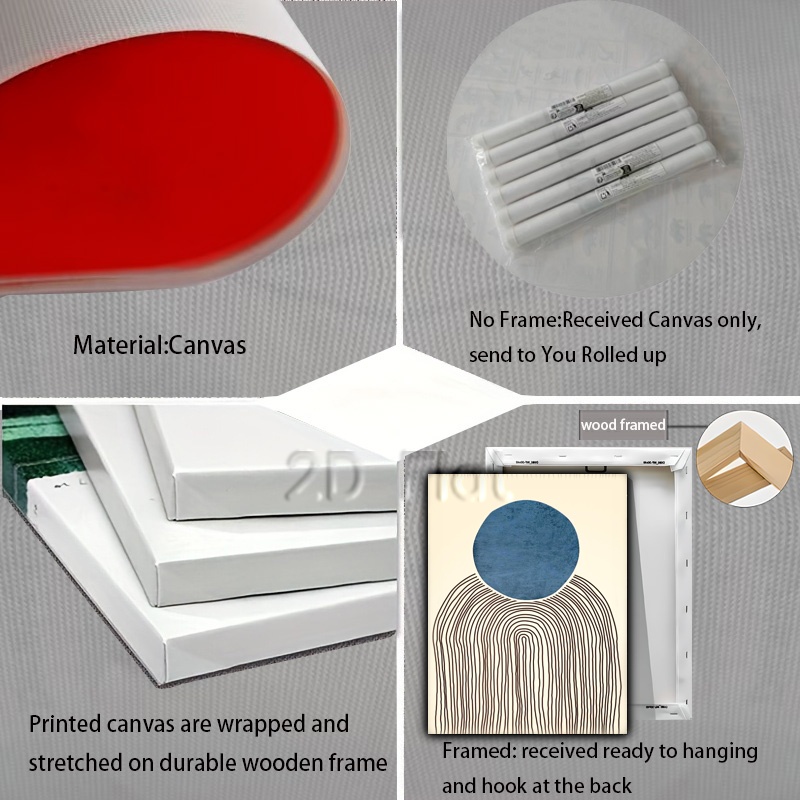 Material:Canvas
No Frame:Received Canvas only,
send to You Rolled up
wood framed
2D Flat
Printed canvas are wrapped and
stretched on durable wooden frame
Framed: received ready to hanging
and hook at the back